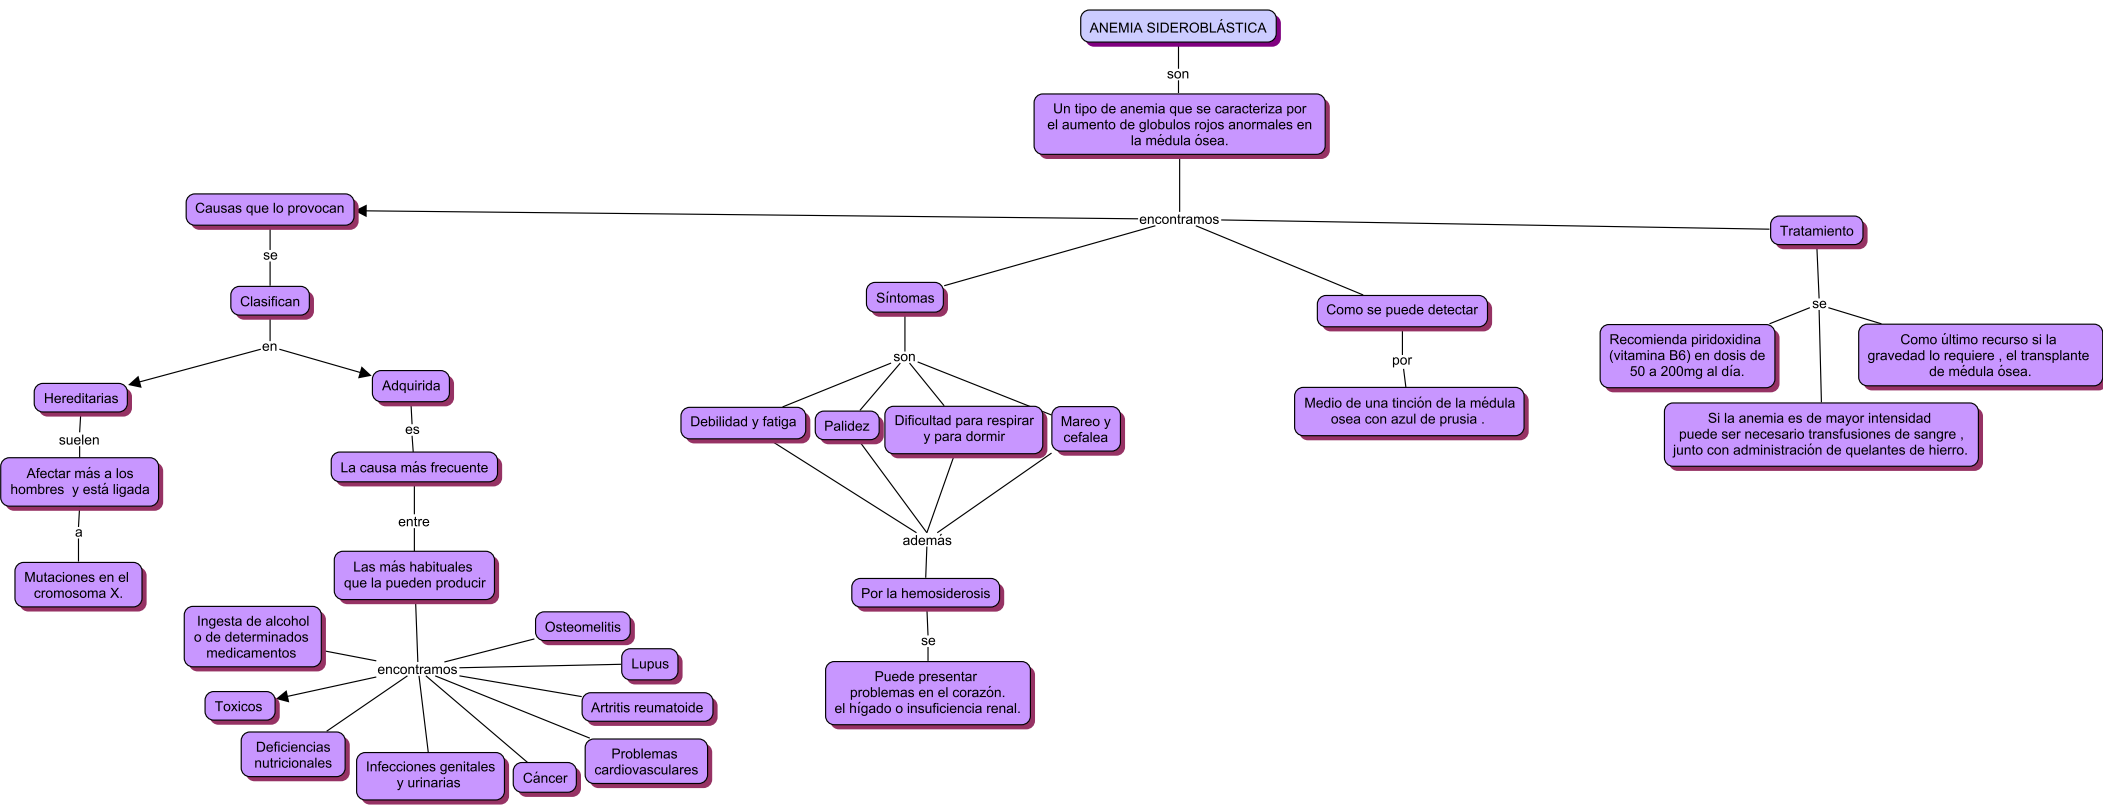 ANEMIA SIDEROBLÁSTICA
son
Un tipo de anemia que se caracteriza por
el aumento de globulos rojos anormales en
la médula ósea.
encontramos
Causas que lo provocan
se
Clasifican
en
Hereditarias
suelen
Afectar más a los
hombres y está ligada
a
Mutaciones en el
cromosoma X.
Adquirida
es
La causa más frecuente
entre
Las más habituales
que la pueden producir
encontramos
Ingesta de alcohol
o de determinados
medicamentos
Toxicos
Deficiencias
nutricionales
Infecciones genitales
y urinarias
Cáncer
Problemas
cardiovasculares
Artritis reumatoide
Lupus
Osteomelitis
Síntomas
son
Debilidad y fatiga
Palidez
Dificultad para respirar
y para dormir
Mareo y
cefalea
además
Por la hemosiderosis
se
Puede presentar
problemas en el corazón.
el hígado o insuficiencia renal.
Como se puede detectar
por
Medio de una tinción de la médula
osea con azul de prusia .
Tratamiento
se
Recomienda piridoxidina
(vitamina B6) en dosis de
50 a 200mg al día.
Si la anemia es de mayor intensidad
puede ser necesario transfusiones de sangre ,
junto con administración de quelantes de hierro.
Como último recurso si la
gravedad lo requiere , el transplante
de médula ósea.